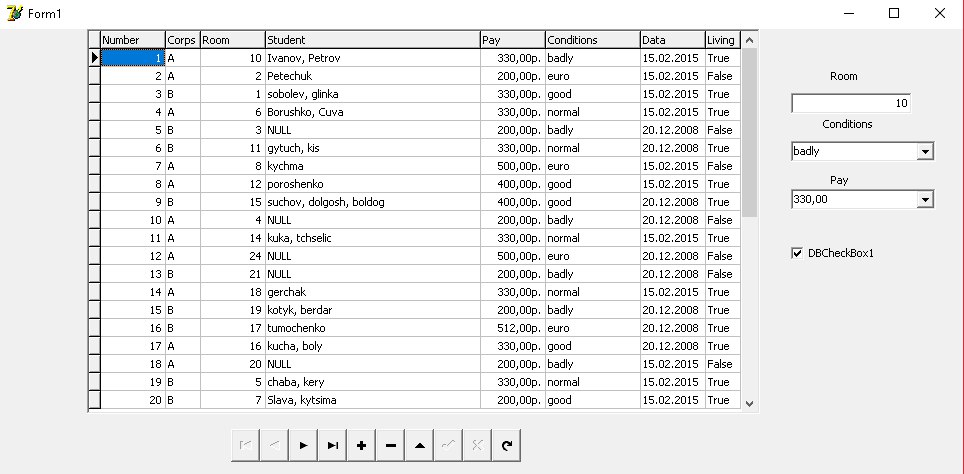 Form1
Number Corps Room Student Pay Conditions Data Living
1 A 10 Ivanov, Petrov 330,00р. badly 15.02.2015 True
2 A 2 Petechuk 200,00р. euro 15.02.2015 False
3 B 1 sobolev, glinka 330,00р. good 15.02.2015 True
4 A 6 Borushko, Cuva 330,00р. normal 15.02.2015 True
5 B 3 NULL 200,00р. badly 20.12.2008 False
6 B 11 gytuch, kis 330,00р. normal 20.12.2008 True
7 A 8 kychma 500,00р. euro 15.02.2015 False
8 A 12 poroshenko 400,00р. good 15.02.2015 True
9 B 15 suchov, dolgosh, boldog 400,00р. good 20.12.2008 True
10 A 4 NULL 200,00р. badly 20.12.2008 False
11 A 14 kuka, tchselic 330,00р. normal 15.02.2015 True
12 A 24 NULL 500,00р. euro 20.12.2008 False
13 B 21 NULL 200,00р. badly 20.12.2008 False
14 A 18 gerchak 330,00р. normal 15.02.2015 True
15 B 19 kotyk, berdar 200,00р. badly 20.12.2008 True
16 B 17 tumochenko 512,00р. euro 20.12.2008 True
17 A 16 kucha, boly 330,00р. good 20.12.2008 True
18 A 20 NULL 200,00р. badly 15.02.2015 False
19 B 5 chaba, kery 330,00р. normal 15.02.2015 True
20 B 7 Slava, kytsima 200,00р. good 15.02.2015 True
Room
10
Conditions
badly
Pay
330,00
DBCheckBox1